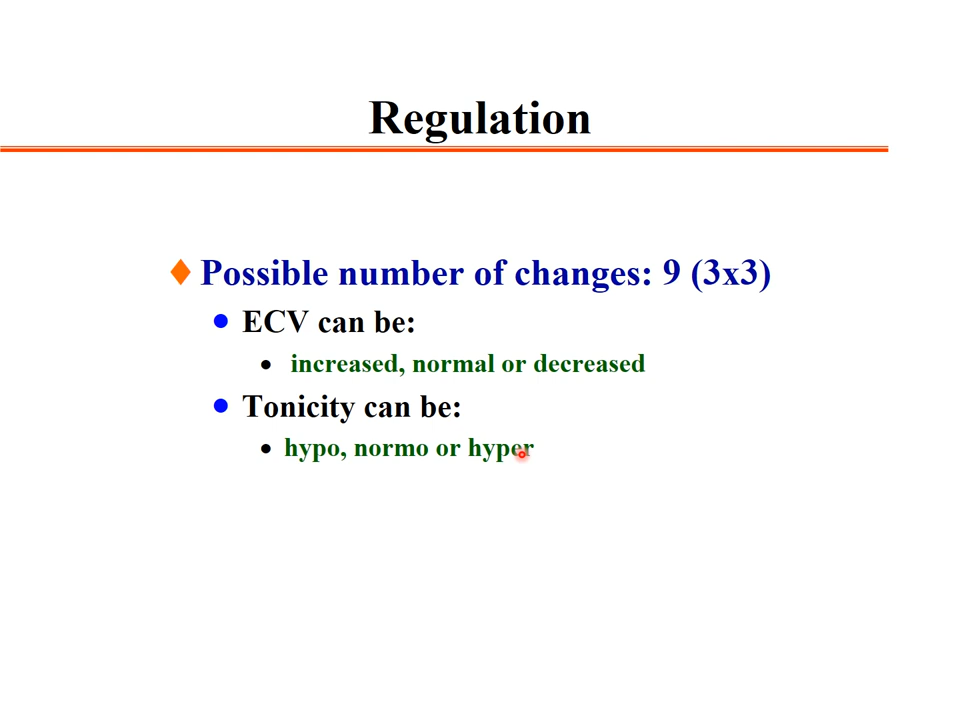 Regulation
Possible number of changes: 9 (3x3)
ECV can be:
increased, normal or decreased
Tonicity can be:
hypo, normo or hyper